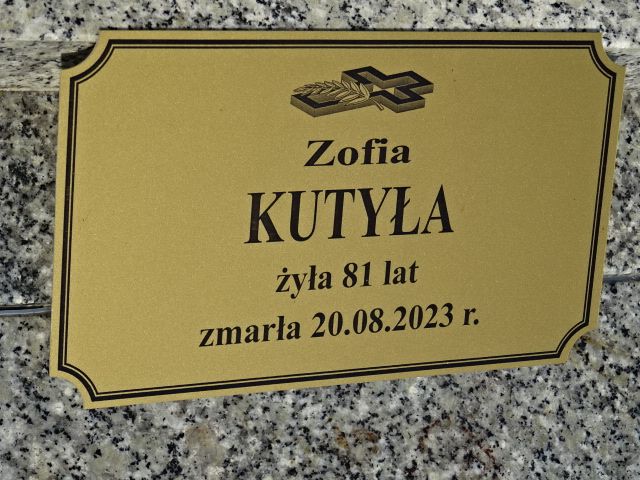 Zofia
KUTYŁA
żyła 81 lat
zmarła 20.08.2023 r.